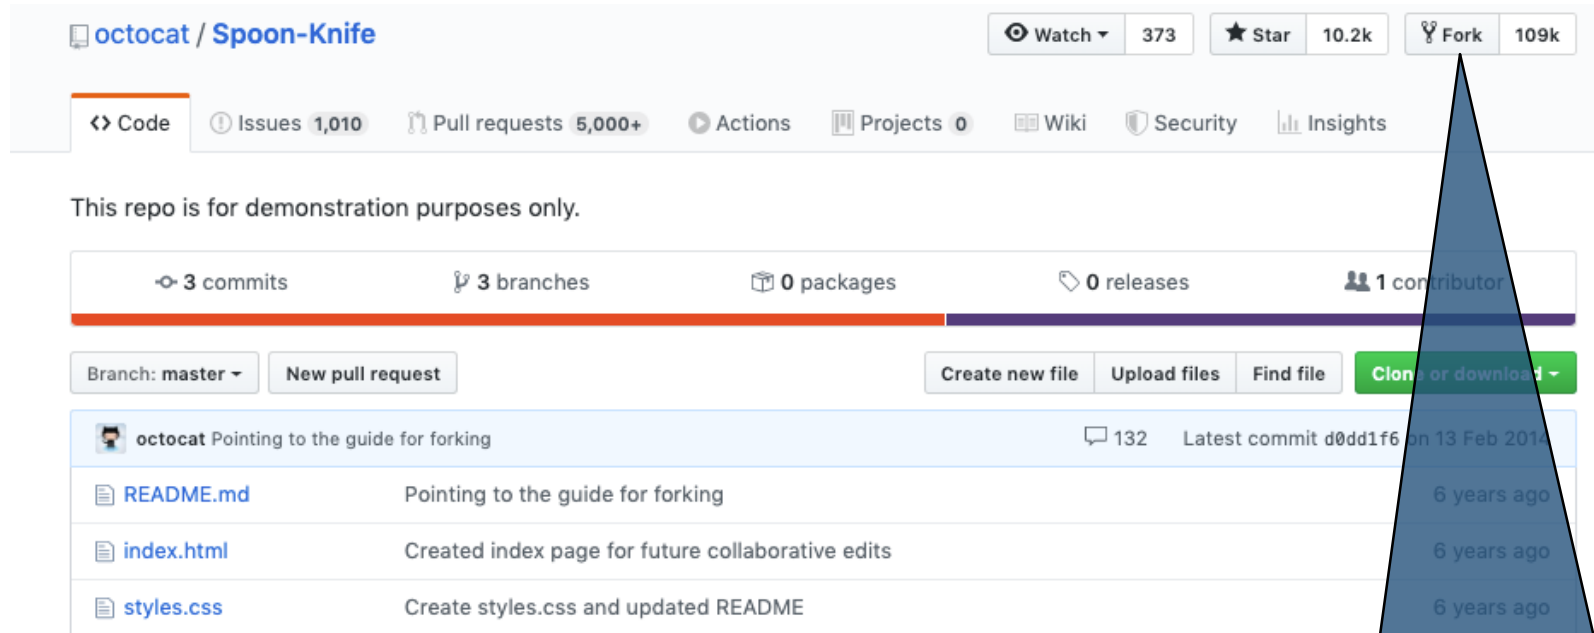 octocat / Spoon-Knife Watch 373 Star 10.2k Fork 109k
Code Issues 1,010 Pull requests 5,000+ Actions Projects 0 Wiki Security Insights
This repo is for demonstration purposes only.
3 commits 3 branches 0 packages 0 releases 1 contributor
Branch: master New pull request Create new file Upload files Find file Clone or download
octocat Pointing to the guide for forking 132 Latest commit d0dd1f6 on 13 Feb 2014
README.md Pointing to the guide for forking 6 years ago
index.html Created index page for future collaborative edits 6 years ago
styles.css Create styles.css and updated README 6 years ago